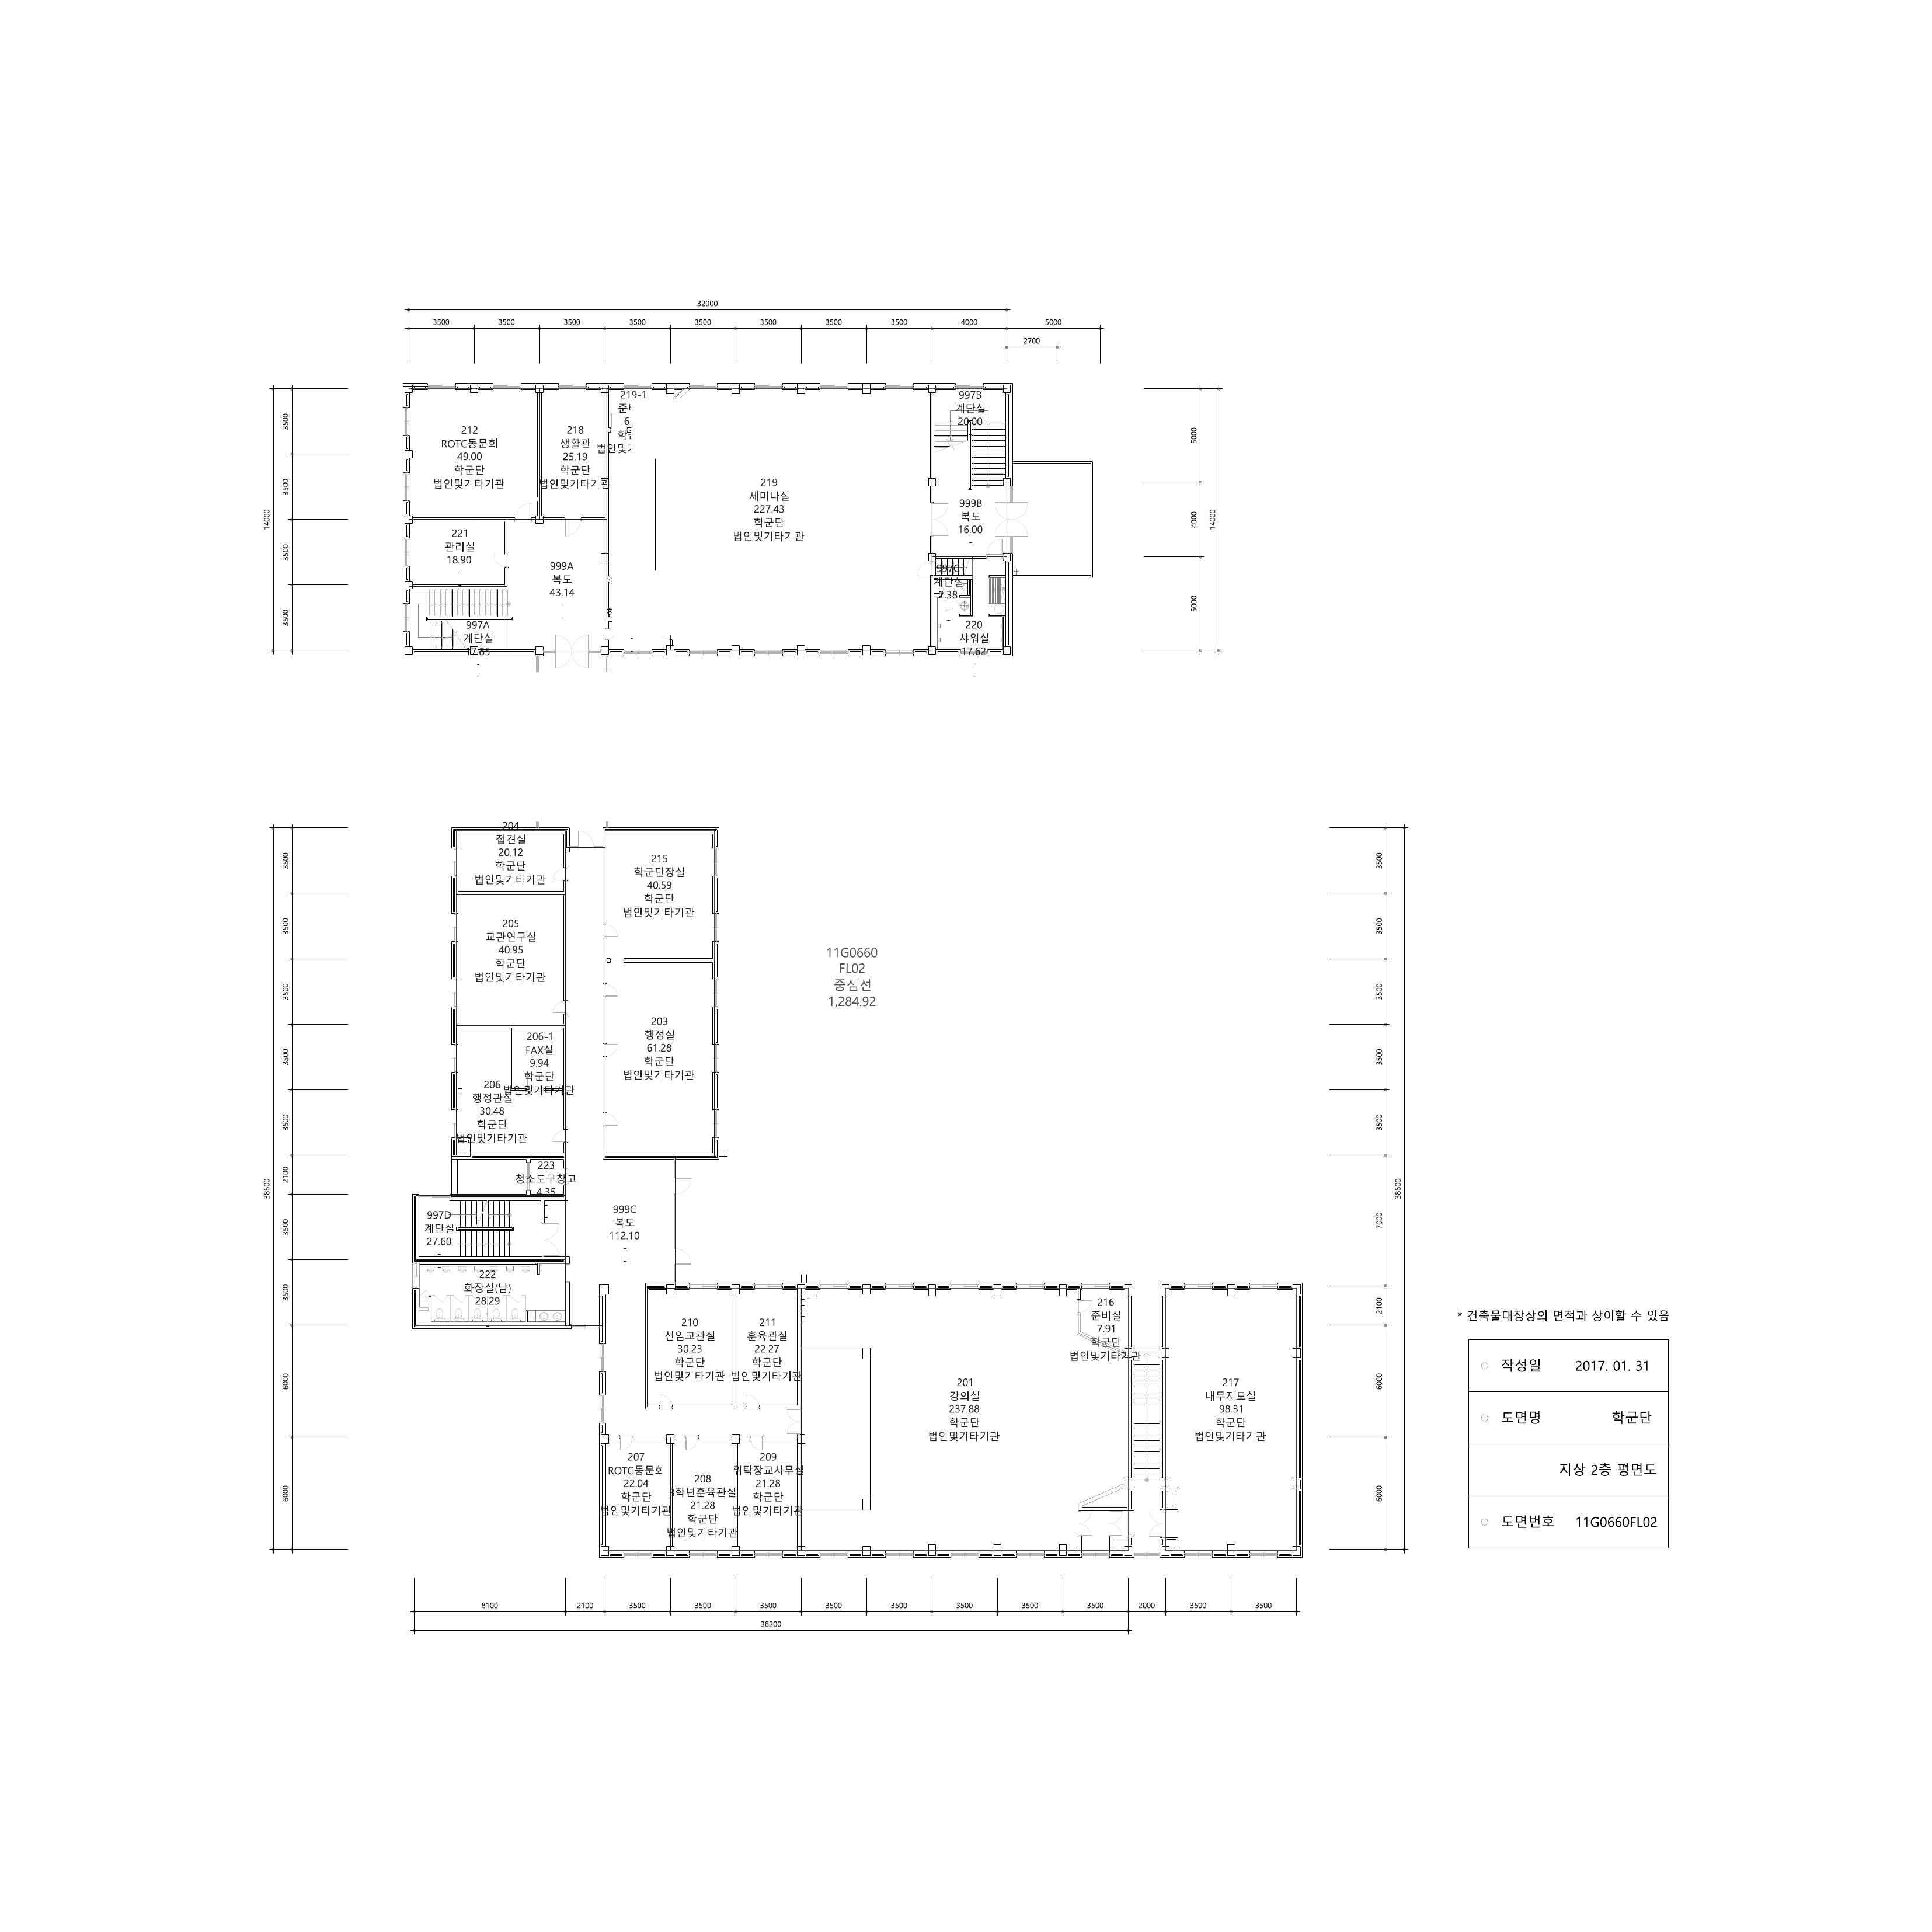 32000
3500 3500 3500 3500 3500 3500 3500 3500 4000 5000
2700
14000
3500
3500
3500
3500
212
ROTC동문회
49.00
학군단
법인및기타기관
218
생활관
25.19
학군단
법인및기타기관
219-1
219
세미나실
227.43
학군단
법인및기타기관
997B
계단실
20.00
999B
복도
16.00
-
221
관리실
18.90
-
999A
복도
43.14
-
997A
계단실
-
997C
계단실
2.38
-
220
샤워실
17.62
-
5000
4000
5000
14000
38600
3500
3500
3500
3500
3500
2100
3500
3500
6000
6000
204
접견실
20.12
학군단
법인및기타기관
215
학군단장실
40.59
학군단
법인및기타기관
205
교관연구실
40.95
학군단
법인및기타기관
203
행정실
61.28
학군단
법인및기타기관
206-1
FAX실
9.94
학군단
법인및기타기관
206
행정관실
30.48
학군단
법인및기타기관
223
청소도구창고
4.35
997D
계단실
27.60
-
999C
복도
112.10
-
222
화장실(남)
28.29
-
11G0660
FL02
중심선
1,284.92
210
선임교관실
30.23
학군단
법인및기타기관
211
훈육관실
22.27
학군단
법인및기타기관
216
준비실
7.91
학군단
법인및기타기관
201
강의실
237.88
학군단
법인및기타기관
217
내무지도실
98.31
학군단
법인및기타기관
207
ROTC동문회
22.04
학군단
법인및기타기관
208
3학년훈육관실
21.28
학군단
법인및기타기관
209
위탁장교사무실
21.28
학군단
법인및기타기관
3500
3500
3500
3500
3500
7000
2100
6000
6000
38600
8100 2100 3500 3500 3500 3500 3500 3500 3500 3500 2000 3500 3500
38200
* 건축물대장상의 면적과 상이할 수 있음
○ 작성일 2017. 01. 31
○ 도면명 학군단
지상 2층 평면도
○ 도면번호 11G0660FL02